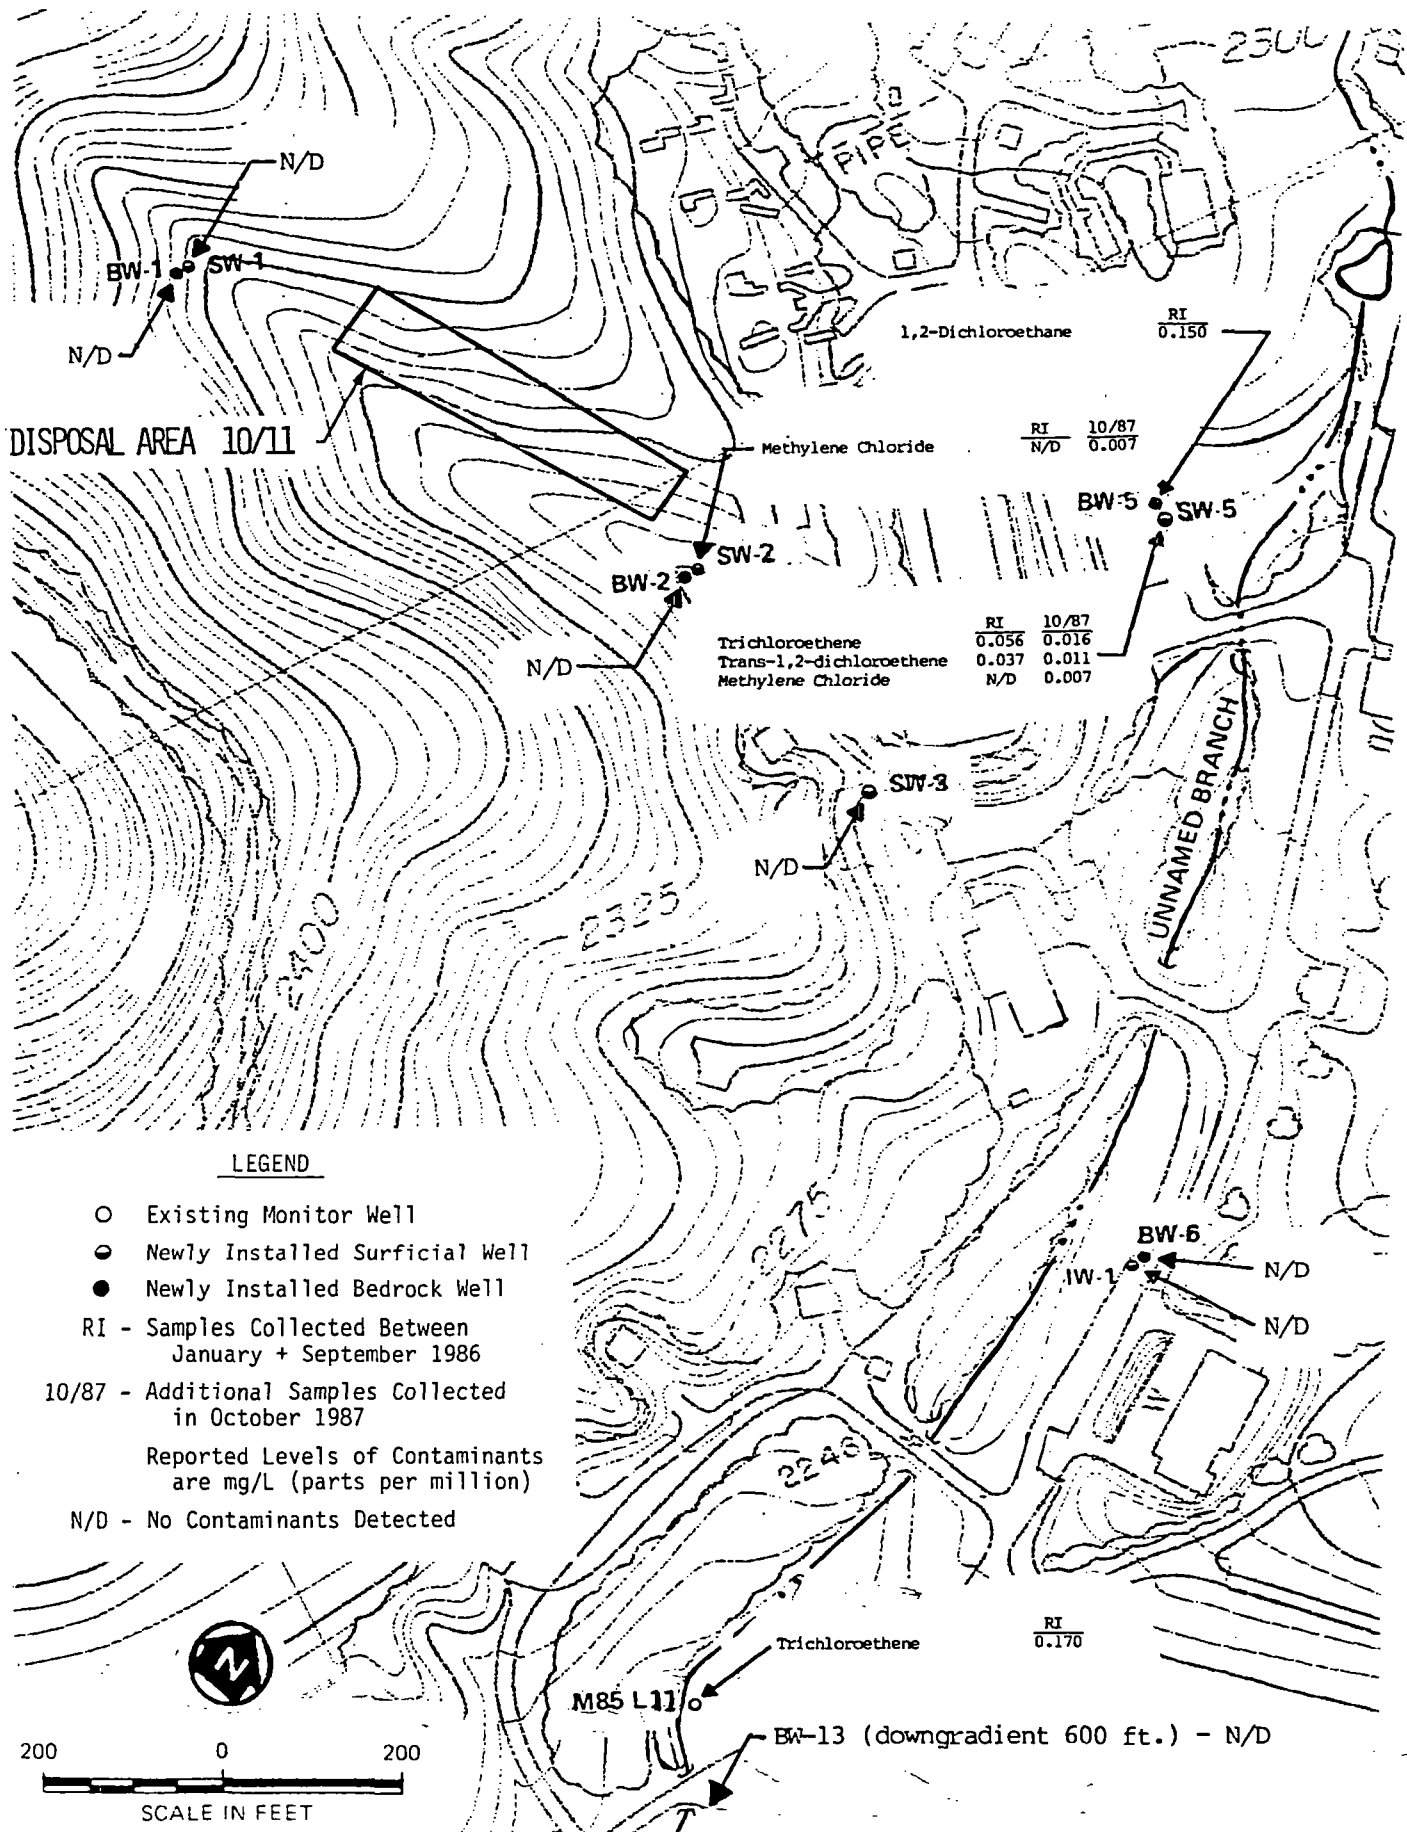 2300
PIPE
N/D
BW-1 SW-1
N/D
1,2-Dichloroethane
RI
0.150
DISPOSAL AREA 10/11
Methylene Chloride
RI 10/87
N/D 0.007
BW-5
SW-5
SW-2
BW-2
N/D
RI 10/87
Trichloroethene 0.056 0.016
Trans-1,2-dichloroethene 0.037 0.011
Methylene Chloride N/D 0.007
UNNAMED BRANCH
SW-3
N/D
2325
2400
LEGEND
Existing Monitor Well
Newly Installed Surficial Well
Newly Installed Bedrock Well
RI - Samples Collected Between
January + September 1986
10/87 - Additional Samples Collected
in October 1987
Reported Levels of Contaminants
are mg/L (parts per million)
N/D - No Contaminants Detected
2275
BW-6
IW-1
N/D
N/D
2246
Trichloroethene
RI
0.170
M85 L11
BW-13 (downgradient 600 ft.) - N/D
N
200 0 200
SCALE IN FEET